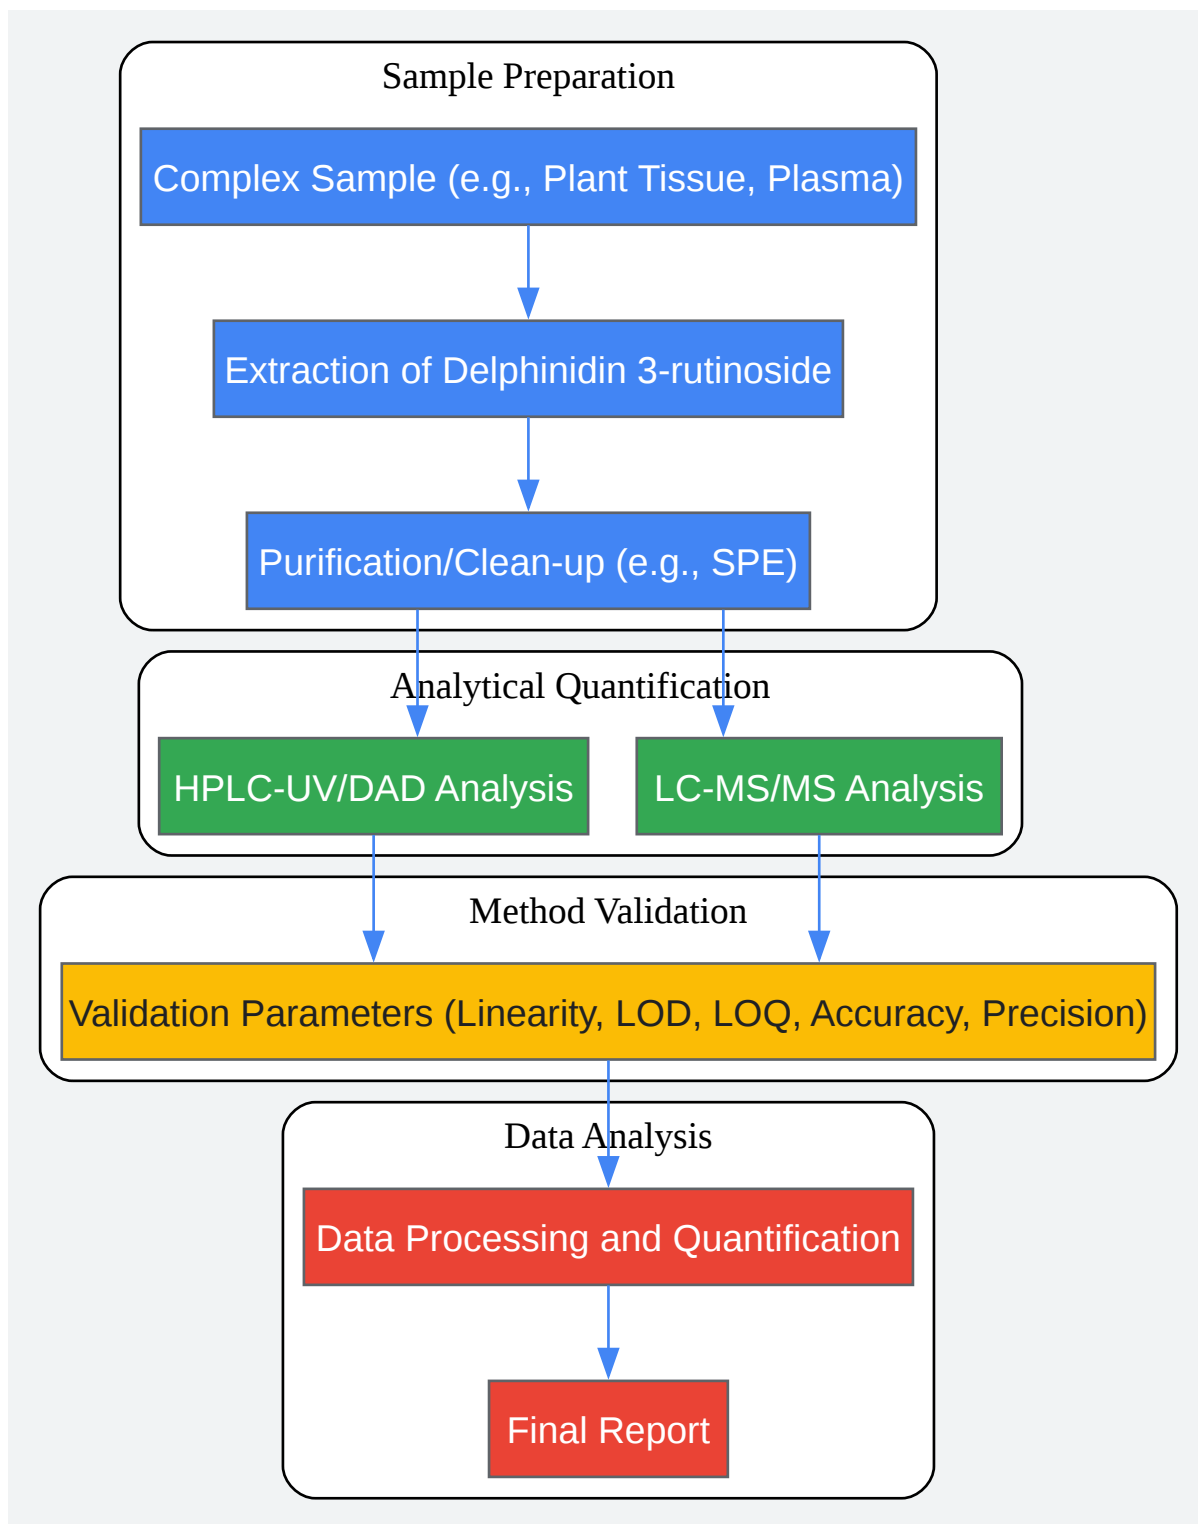 Sample Preparation
Complex Sample (e.g., Plant Tissue, Plasma)
Extraction of Delphinidin 3-rutinoside
Purification/Clean-up (e.g., SPE)
Analytical Quantification
HPLC-UV/DAD Analysis
LC-MS/MS Analysis
Method Validation
Validation Parameters (Linearity, LOD, LOQ, Accuracy, Precision)
Data Analysis
Data Processing and Quantification
Final Report